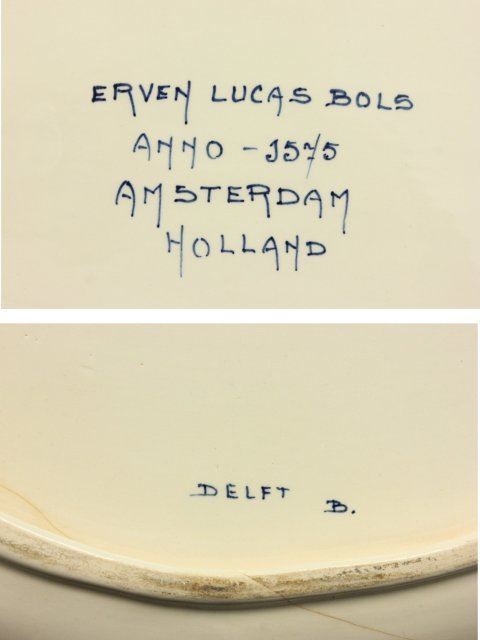 ERVEN LUCAS BOLS
ANNO - 1575
AMSTERDAM
HOLLAND
DELFT B.